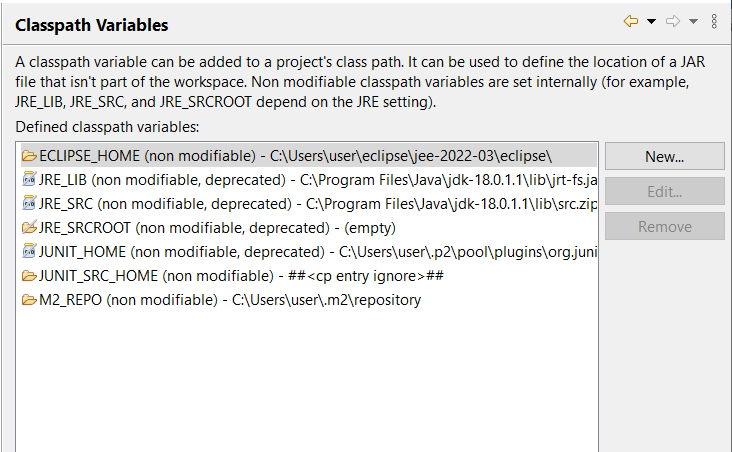 Classpath Variables
A classpath variable can be added to a project's class path. It can be used to define the location of a JAR
file that isn't part of the workspace. Non modifiable classpath variables are set internally (for example,
JRE_LIB, JRE_SRC, and JRE_SRCROOT depend on the JRE setting).
Defined classpath variables:
ECLIPSE_HOME (non modifiable) - C:\Users\user\eclipse\jee-2022-03\eclipse\
JRE_LIB (non modifiable, deprecated) - C:\Program Files\Java\jdk-18.0.1.1\lib\jrt-fs.ja
JRE_SRC (non modifiable, deprecated) - C:\Program Files\Java\jdk-18.0.1.1\lib\src.zip
JRE_SRCROOT (non modifiable, deprecated) - (empty)
JUNIT_HOME (non modifiable, deprecated) - C:\Users\user\.p2\pool\plugins\org.juni
JUNIT_SRC_HOME (non modifiable) - ##<cp entry ignore>##
M2_REPO (non modifiable) - C:\Users\user\.m2\repository
New...
Edit...
Remove